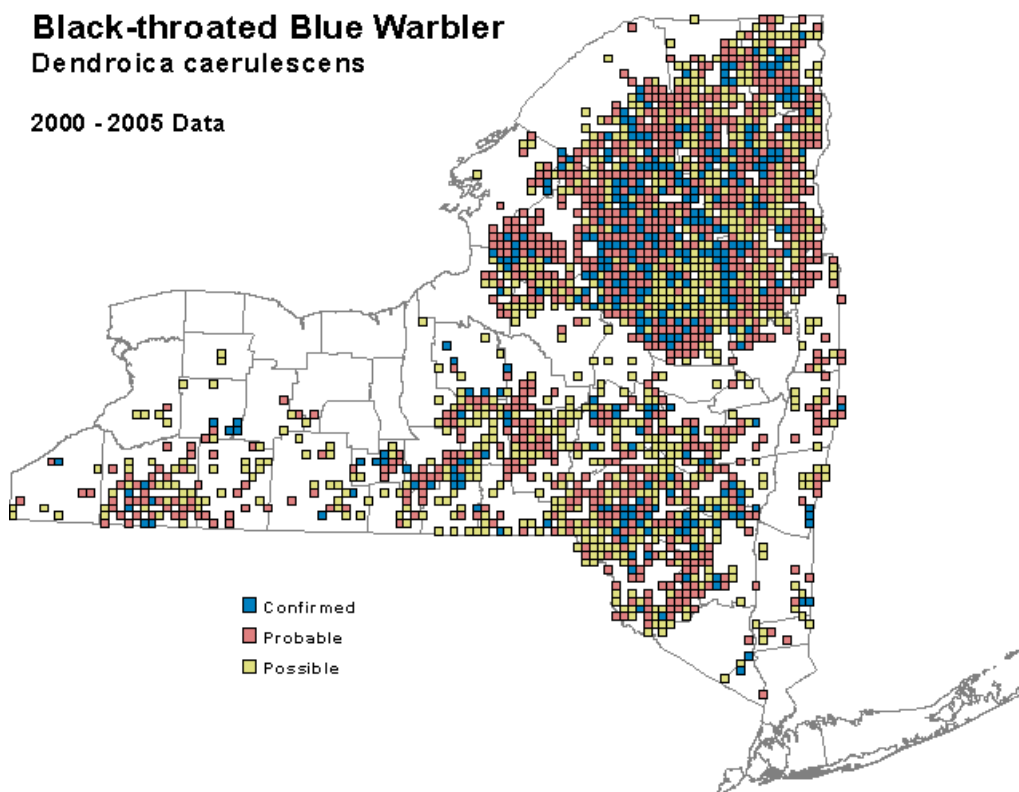 Black-throated Blue Warbler
Dendroica caerulescens
2000 - 2005 Data
Confirmed
Probable
Possible